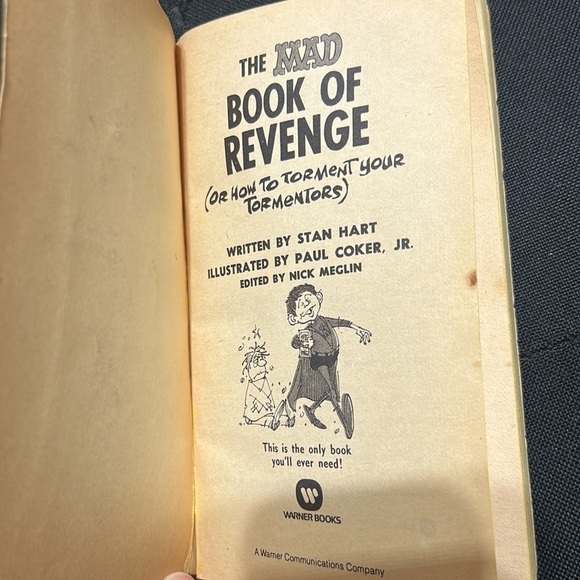 THE MAD
BOOK OF
REVENGE
(OR HOW TO TORMENT YOUR
TORMENTORS)
WRITTEN BY STAN HART
ILLUSTRATED BY PAUL COKER, JR.
EDITED BY NICK MEGLIN
This is the only book
you'll ever need!
WARNER BOOKS
A Warner Communications Company